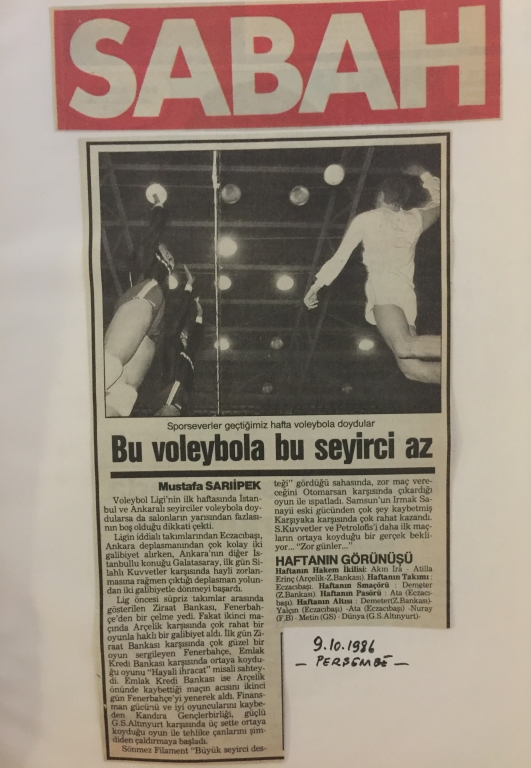 SABAH
Sporseverler geçtiğimiz hafta voleybola doydular
Bu voleybola bu seyirci az
Mustafa SARIİPEK
Voleybol Ligi'nin ilk haftasında İstan-
bul ve Ankaralı seyirciler voleybola doy-
dularsa da salonların yarısından fazlası-
nın boş olduğu dikkati çekti.
Ligin iddialı takımlarından Eczacıbaşı,
Ankara deplasmanından çok kolay iki
galibiyet alırken, Ankara'nın diğer İs-
tanbullu konuğu Galatasaray, ilk gün Si-
lahlı Kuvvetler karşısında hayli zorlan-
masına rağmen çıktığı deplasman yolun-
dan iki galibiyetle dönmeyi başardı.
Lig öncesi süpriz takımlar arasında
gösterilen Ziraat Bankası, Fenerbah-
çe'den bir çelme yedi. Fakat ikinci ma-
çında Arçelik karşısında çok rahat bir
oyunla haklı bir galibiyet aldı. İlk gün Zi-
raat Bankası karşısında çok güzel bir
oyun sergileyen Fenerbahçe, Emlak
Kredi Bankası karşısında ortaya koydu-
ğu oyunu "Hayali ihracat" misali sahtey-
di. Emlak Kredi Bankası ise Arçelik
önünde kaybettiği maçın acısını ikinci
gün Fenerbahçe'yi yenerek aldı. Finans-
man gücünü ve iyi oyuncularını kaybe-
den Kandıra Gençlerbirliği, güçlü
G.S.Altınyurt karşısında üç sette ortaya
koyduğu oyun ile tehlike çanlarını şim-
diden çaldırmaya başladı.
Sönmez Filament "Büyük seyirci des-
teği" gördüğü sahasında, zor maç vere-
ceğini Otomarsan karşısında çıkardığı
oyun ile ispatladı. Samsun'un Irmak Sa-
nayii eski gücünden çok şey kaybetmiş
Karşıyaka karşısında çok rahat kazandı.
S.Kuvvetler ve Petrolofis'i daha ilk maç-
ların ortaya koyduğu bir gerçek bekli-
yor... "Zor günler..."
HAFTANIN GÖRÜNÜŞÜ
Haftanın Hakem İkilisi: Akın Ira - Atilla
Erinç (Arçelik-Z.Bankası). Haftanın Takımı :
Eczacıbaşı. Haftanın Smaçörü : Demeter
(Z.Bankası). Haftanın Pasörü : Ata (Eczacı-
başı). Haftanın Altısı : Demeter(Z.Bankası)-
Yalçın (Eczacıbaşı) -Ata (Eczacıbaşı) -Nuray
(F.B) - Metin (GS) - Dünya (G.S.Altınyurt)-
9.10.1986
- PERŞEMBE -